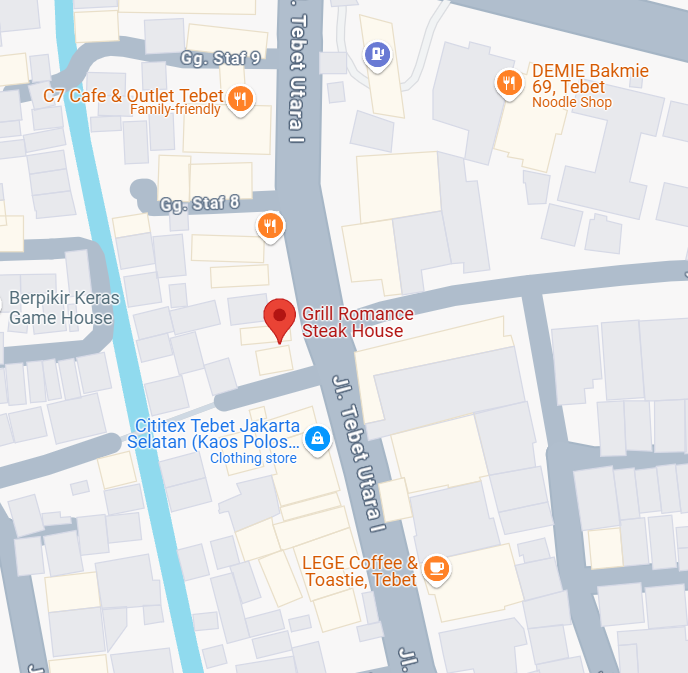 Jl. Tebet Utara I
Gg. Staf 9
DEMIE Bakmie
69, Tebet
Noodle Shop
C7 Cafe & Outlet Tebet
Family-friendly
Gg. Staf 8
Berpikir Keras
Game House
Grill Romance
Steak House
Jl. Tebet Utara I
Cititex Tebet Jakarta
Selatan (Kaos Polos...
Clothing store
LEGE Coffee &
Toastie, Tebet
Jl.
J